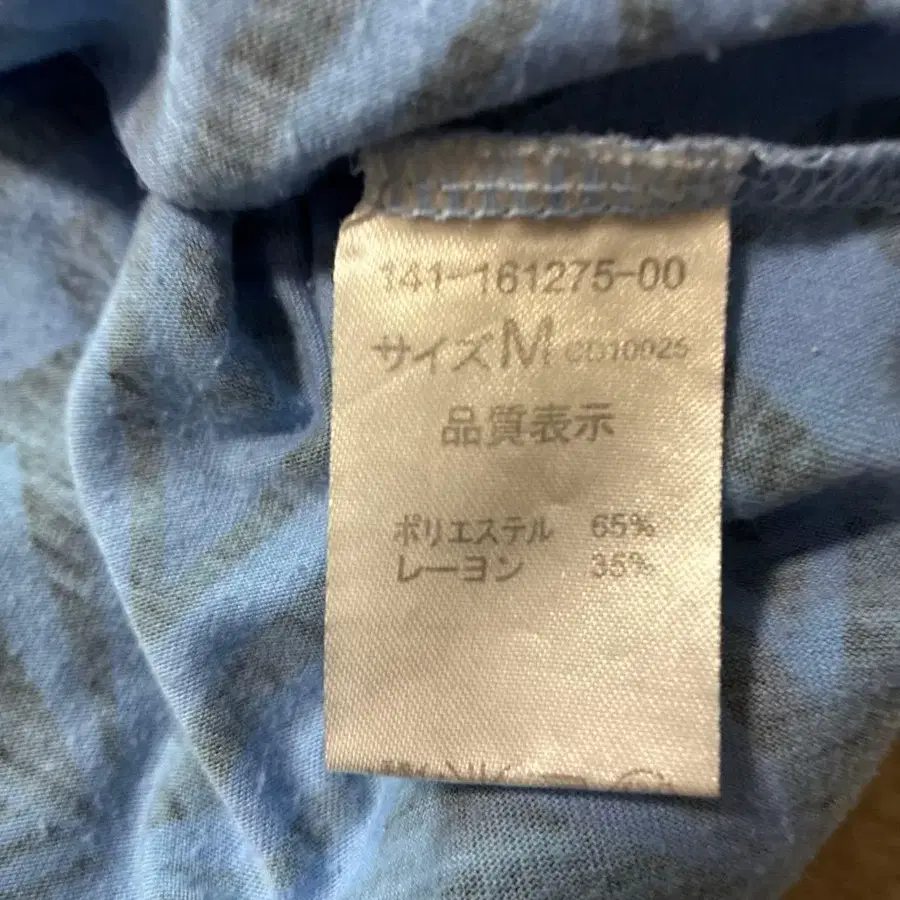 141-161275-00
サイズM CD10025
品質表示
ポリエステル 65%
レーヨン 35%